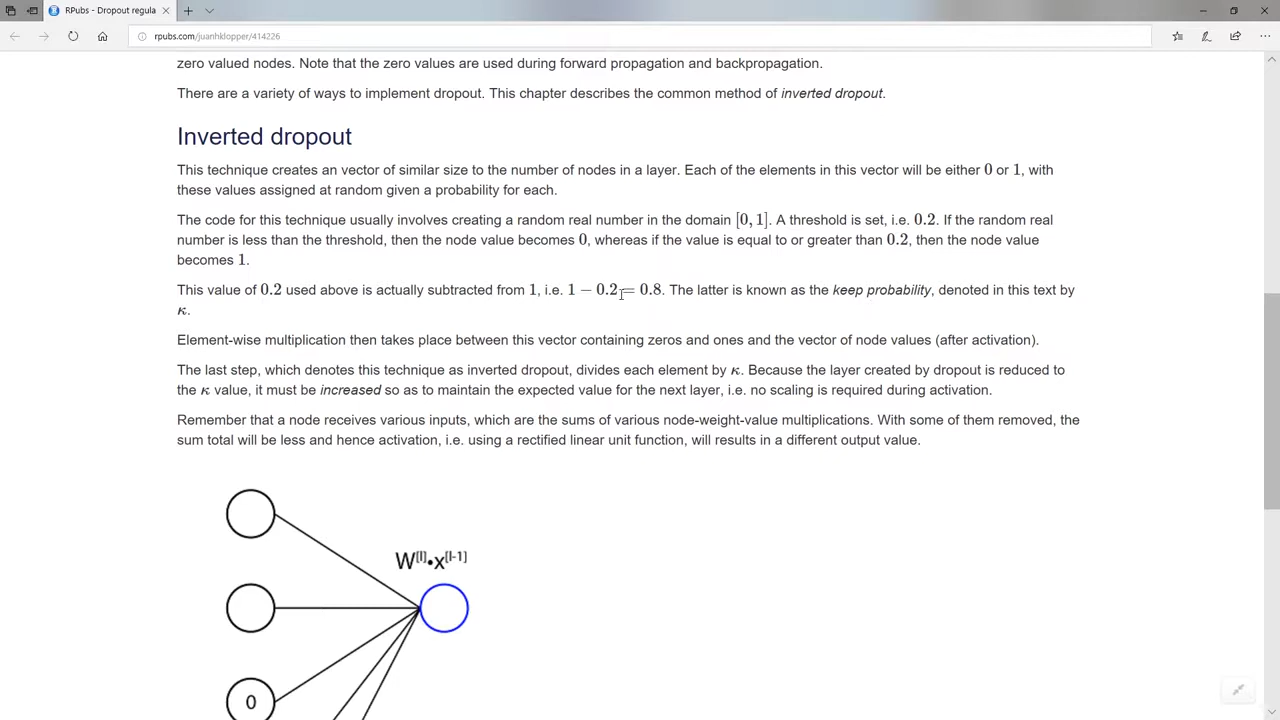 RPubs - Dropout regula
rpubs.com/juanhklopper/414226
zero valued nodes. Note that the zero values are used during forward propagation and backpropagation.
There are a variety of ways to implement dropout. This chapter describes the common method of inverted dropout.
Inverted dropout
This technique creates an vector of similar size to the number of nodes in a layer. Each of the elements in this vector will be either 0 or 1, with
these values assigned at random given a probability for each.
The code for this technique usually involves creating a random real number in the domain [0, 1]. A threshold is set, i.e. 0.2. If the random real
number is less than the threshold, then the node value becomes 0, whereas if the value is equal to or greater than 0.2, then the node value
becomes 1.
This value of 0.2 used above is actually subtracted from 1, i.e. 1 − 0.2 = 0.8. The latter is known as the keep probability, denoted in this text by
κ.
Element-wise multiplication then takes place between this vector containing zeros and ones and the vector of node values (after activation).
The last step, which denotes this technique as inverted dropout, divides each element by κ. Because the layer created by dropout is reduced to
the κ value, it must be increased so as to maintain the expected value for the next layer, i.e. no scaling is required during activation.
Remember that a node receives various inputs, which are the sums of various node-weight-value multiplications. With some of them removed, the
sum total will be less and hence activation, i.e. using a rectified linear unit function, will results in a different output value.
W[l]•x[l-1]
0